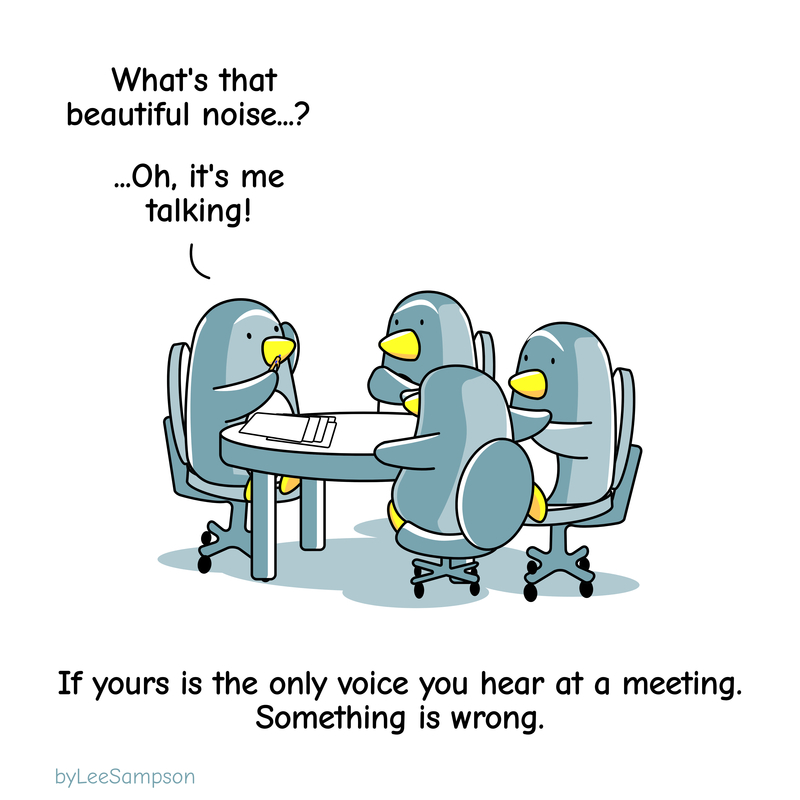 What's that
beautiful noise...?
...Oh, it's me
talking!
If yours is the only voice you hear at a meeting.
Something is wrong.
byLeeSampson